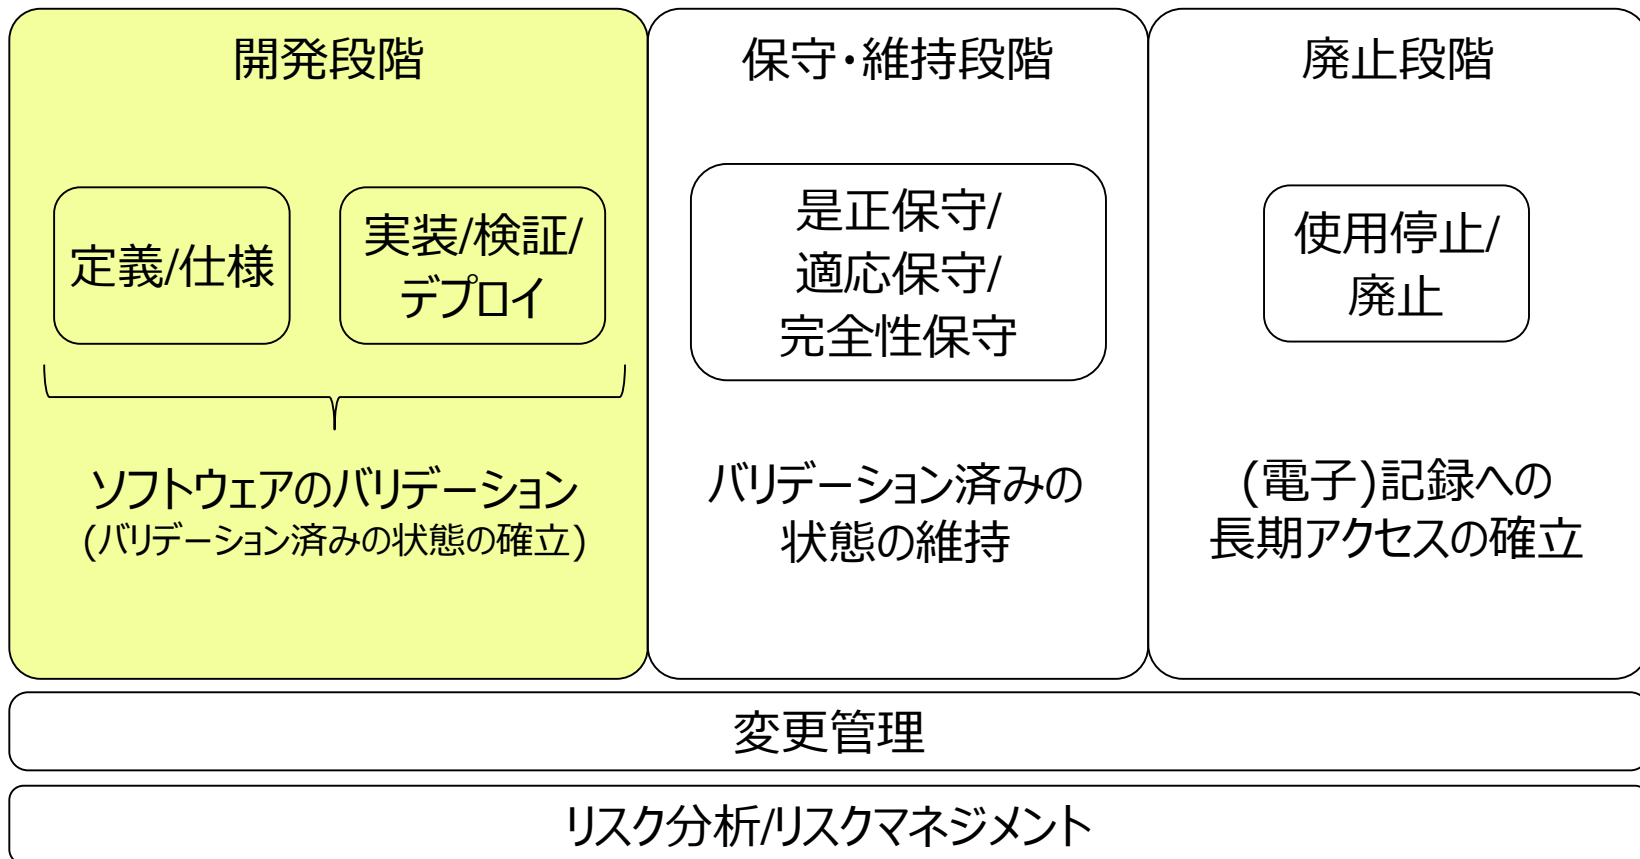 開発段階
定義/仕様
実装/検証/
デプロイ
ソフトウェアのバリデーション
(バリデーション済みの状態の確立)
保守・維持段階
是正保守/
適応保守/
完全性保守
バリデーション済みの
状態の維持
廃止段階
使用停止/
廃止
(電子)記録への
長期アクセスの確立
変更管理
リスク分析/リスクマネジメント